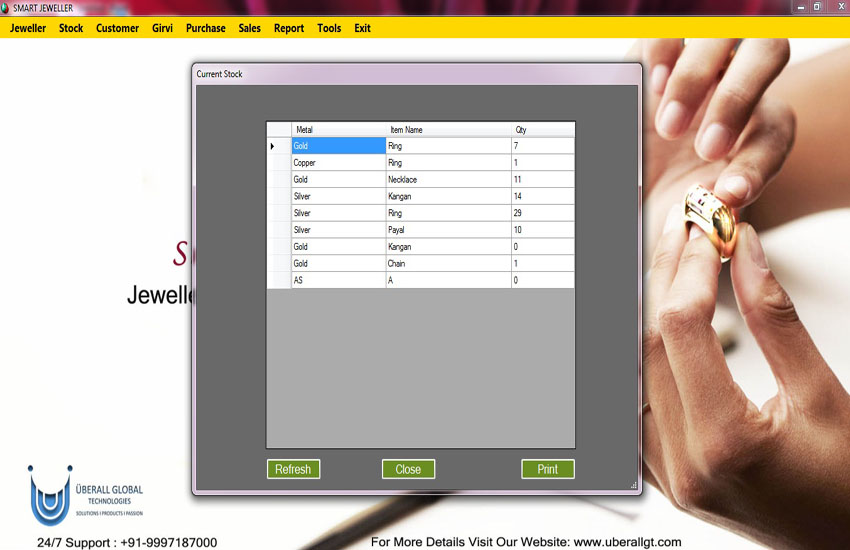 SMART JEWELLER
Jeweller Stock Customer Girvi Purchase Sales Report Tools Exit
Current Stock
Metal Item Name Qty
Gold Ring 7
Copper Ring 1
Gold Necklace 11
Silver Kangan 14
Silver Ring 29
Silver Payal 10
Gold Kangan 0
Gold Chain 1
AS A 0
S
Jewelle
Refresh Close Print
ÜBERALL GLOBAL
TECHNOLOGIES
SOLUTIONS | PRODUCTS | PASSION
24/7 Support : +91-9997187000
For More Details Visit Our Website: www.uberallgt.com